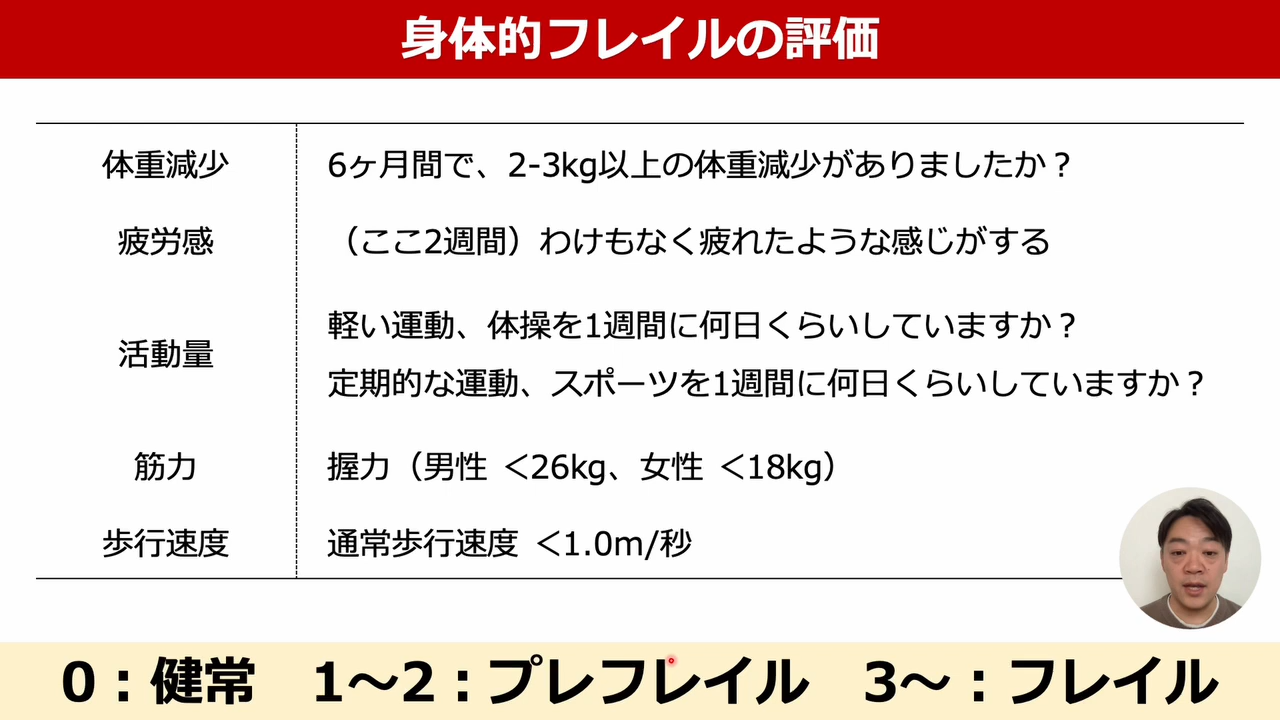 身体的フレイルの評価
体重減少 6ヶ月間で、2-3kg以上の体重減少がありましたか？
疲労感 （ここ2週間）わけもなく疲れたような感じがする
活動量 軽い運動、体操を1週間に何日くらいしていますか？
定期的な運動、スポーツを1週間に何日くらいしていますか？
筋力 握力（男性 ＜26kg、女性 ＜18kg）
歩行速度 通常歩行速度 ＜1.0m/秒
0：健常 1～2：プレフレイル 3～：フレイル